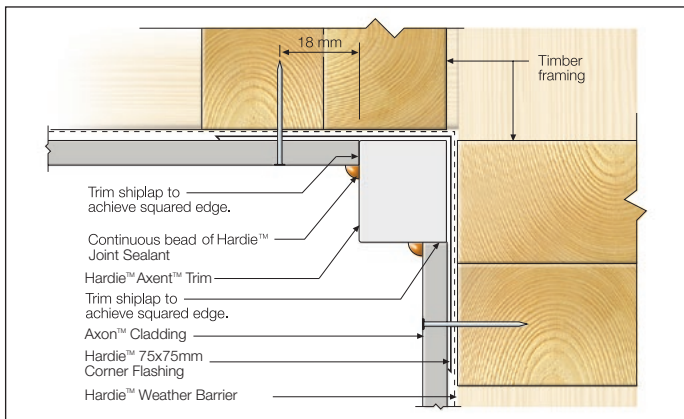 18 mm
Timber
framing
Trim shiplap to
achieve squared edge.
Continuous bead of Hardie™
Joint Sealant
Hardie™ Axent™ Trim
Trim shiplap to
achieve squared edge.
Axon™ Cladding
Hardie™ 75x75mm
Corner Flashing
Hardie™ Weather Barrier